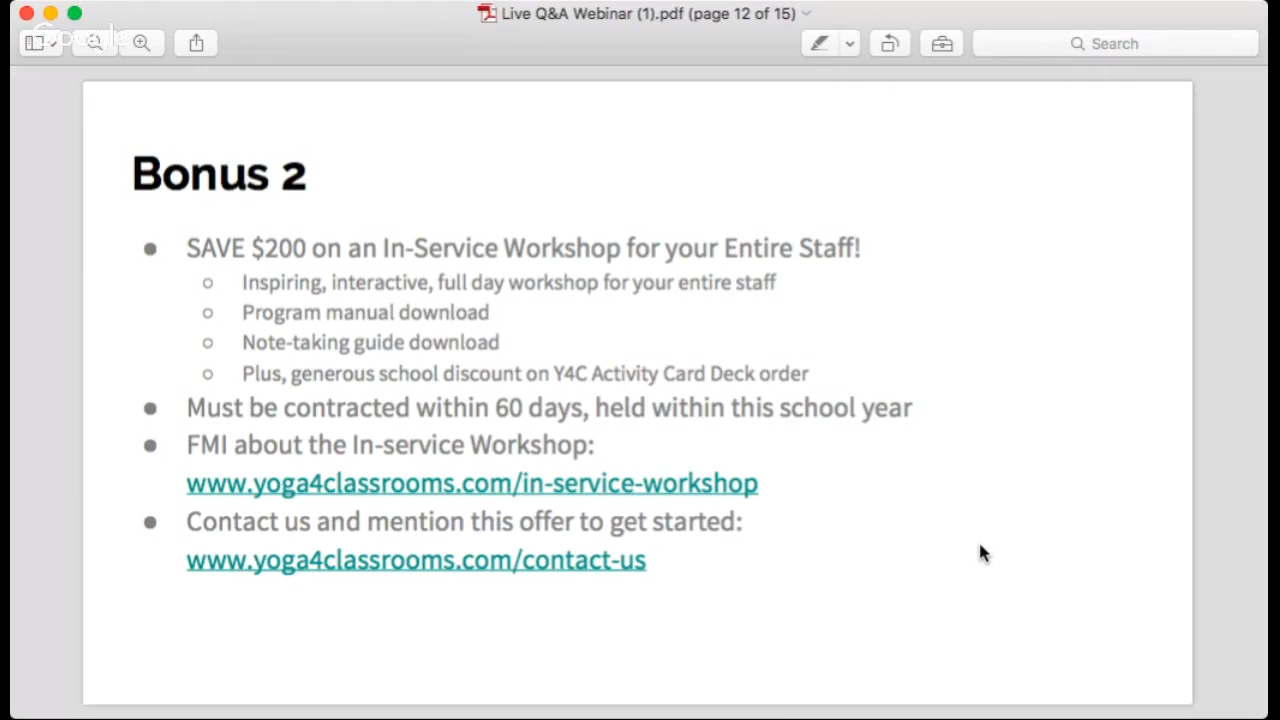 Live Q&A Webinar (1).pdf (page 12 of 15)
Google
Search
Bonus 2
SAVE $200 on an In-Service Workshop for your Entire Staff!
Inspiring, interactive, full day workshop for your entire staff
Program manual download
Note-taking guide download
Plus, generous school discount on Y4C Activity Card Deck order
Must be contracted within 60 days, held within this school year
FMI about the In-service Workshop:
www.yoga4classrooms.com/in-service-workshop
Contact us and mention this offer to get started:
www.yoga4classrooms.com/contact-us